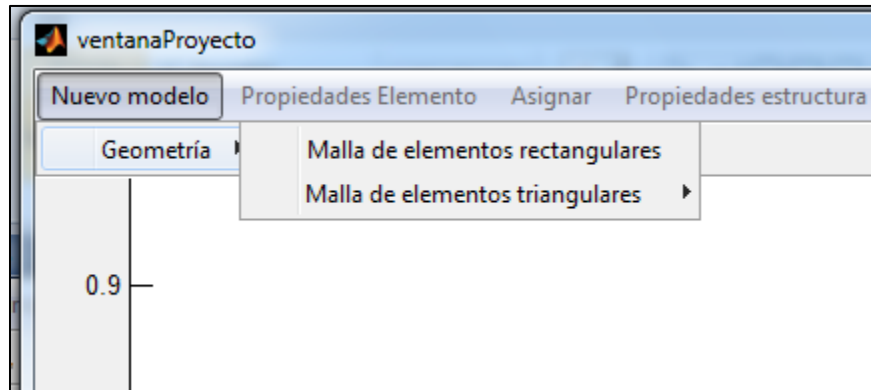 ventanaProyecto
Nuevo modelo Propiedades Elemento Asignar Propiedades estructura
Geometría Malla de elementos rectangulares
Malla de elementos triangulares
0.9